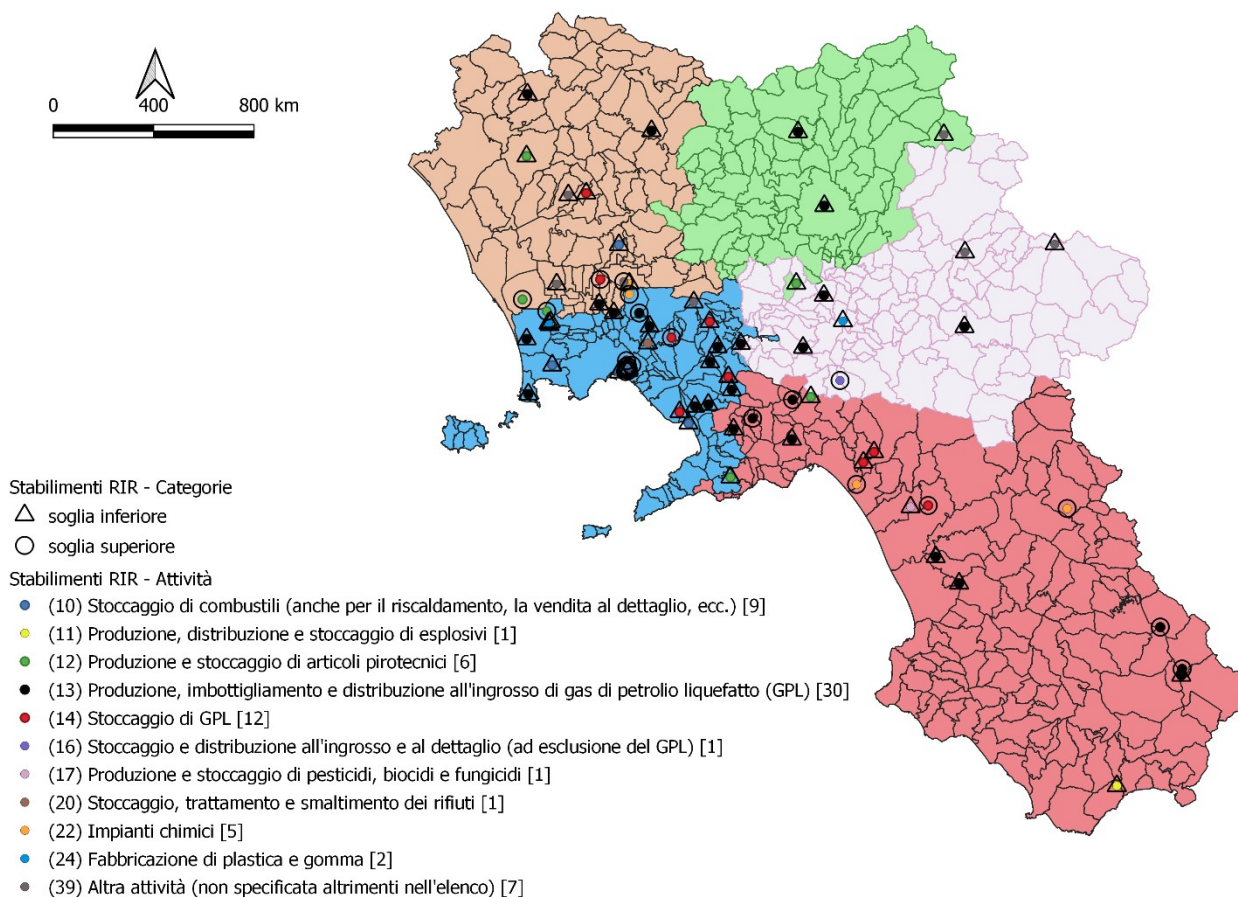 0 400 800 km
Stabilimenti RIR - Categorie
soglia inferiore
soglia superiore
Stabilimenti RIR - Attività
(10) Stoccaggio di combustili (anche per il riscaldamento, la vendita al dettaglio, ecc.) [9]
(11) Produzione, distribuzione e stoccaggio di esplosivi [1]
(12) Produzione e stoccaggio di articoli pirotecnici [6]
(13) Produzione, imbottigliamento e distribuzione all'ingrosso di gas di petrolio liquefatto (GPL) [30]
(14) Stoccaggio di GPL [12]
(16) Stoccaggio e distribuzione all'ingrosso e al dettaglio (ad esclusione del GPL) [1]
(17) Produzione e stoccaggio di pesticidi, biocidi e fungicidi [1]
(20) Stoccaggio, trattamento e smaltimento dei rifiuti [1]
(22) Impianti chimici [5]
(24) Fabbricazione di plastica e gomma [2]
(39) Altra attività (non specificata altrimenti nell'elenco) [7]